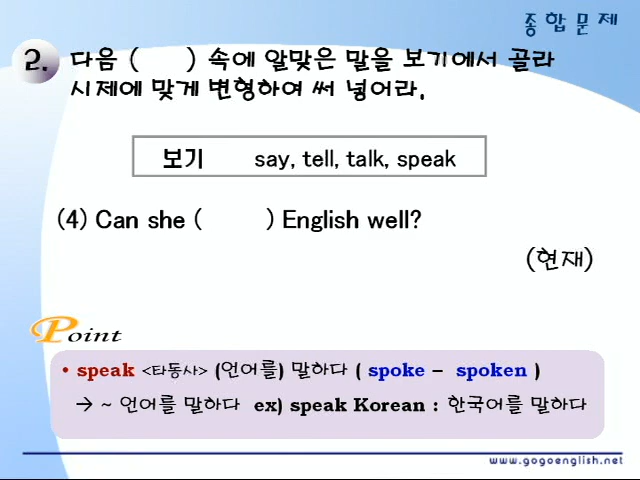 종합문제
2. 다음 ( ) 속에 알맞은 말을 보기에서 골라
시제에 맞게 변형하여 써 넣어라.
보기 say, tell, talk, speak
(4) Can she ( ) English well?
(현재)
Point
• speak <타동사> (언어를) 말하다 ( spoke – spoken )
→ ~ 언어를 말하다 ex) speak Korean : 한국어를 말하다
www.gogoenglish.net